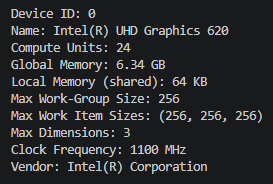 Device ID: 0
Name: Intel(R) UHD Graphics 620
Compute Units: 24
Global Memory: 6.34 GB
Local Memory (shared): 64 KB
Max Work-Group Size: 256
Max Work Item Sizes: (256, 256, 256)
Max Dimensions: 3
Clock Frequency: 1100 MHz
Vendor: Intel(R) Corporation